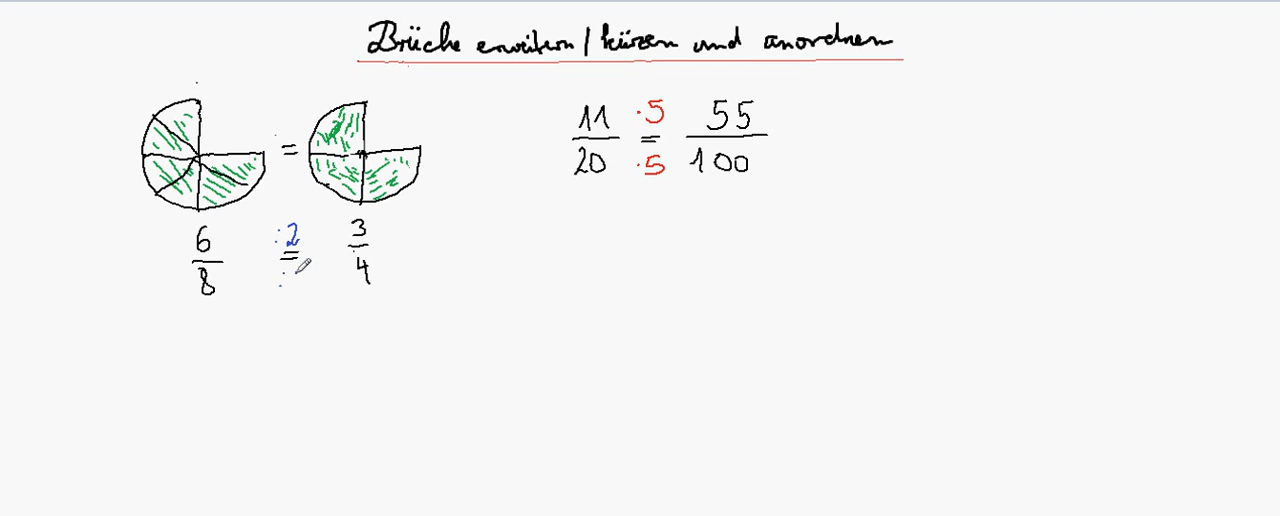 Brüche erweitern / kürzen und anordnen
=
6/8 :2 = : 3/4
11/20 ·5 = ·5 55/100